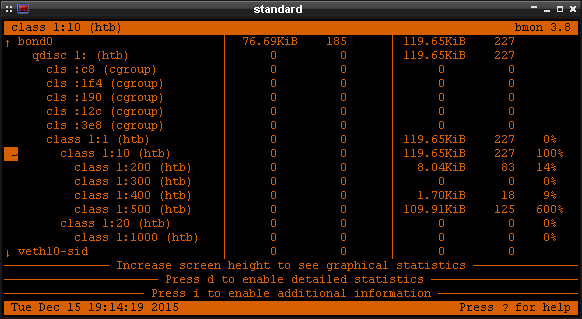 standard
class 1:10 (htb) bmon 3.8
↑ bond0 76.69KiB 185 119.65KiB 227
qdisc 1: (htb) 0 0 119.65KiB 227
cls :c8 (cgroup) 0 0 0 0
cls :1f4 (cgroup) 0 0 0 0
cls :190 (cgroup) 0 0 0 0
cls :12c (cgroup) 0 0 0 0
cls :3e8 (cgroup) 0 0 0 0
class 1:1 (htb) 0 0 119.65KiB 227 0%
→ class 1:10 (htb) 0 0 119.65KiB 227 100%
class 1:200 (htb) 0 0 8.04KiB 83 14%
class 1:300 (htb) 0 0 0 0 0%
class 1:400 (htb) 0 0 1.70KiB 18 9%
class 1:500 (htb) 0 0 109.91KiB 125 600%
class 1:20 (htb) 0 0 0 0 0%
class 1:1000 (htb) 0 0 0 0 0%
↓ veth10-sid
Increase screen height to see graphical statistics
Press d to enable detailed statistics
Press i to enable additional information
Tue Dec 15 19:14:19 2015 Press ? for help